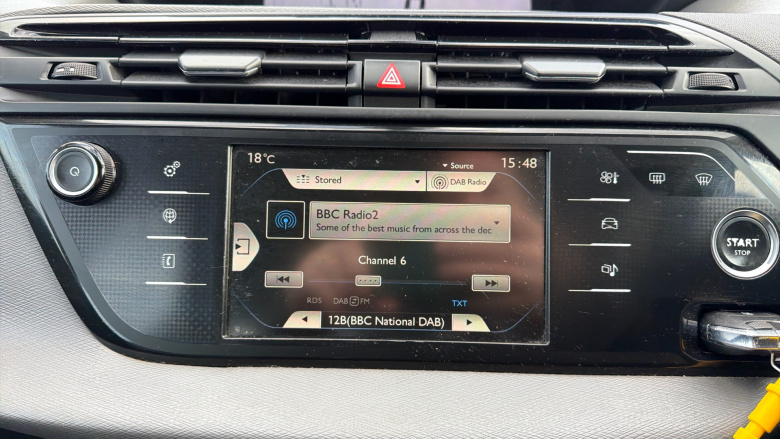 18°C
Source
15:48
Stored
DAB Radio
BBC Radio2
Some of the best music from across the dec
Channel 6
RDS DAB FM TXT
12B(BBC National DAB)
START
STOP